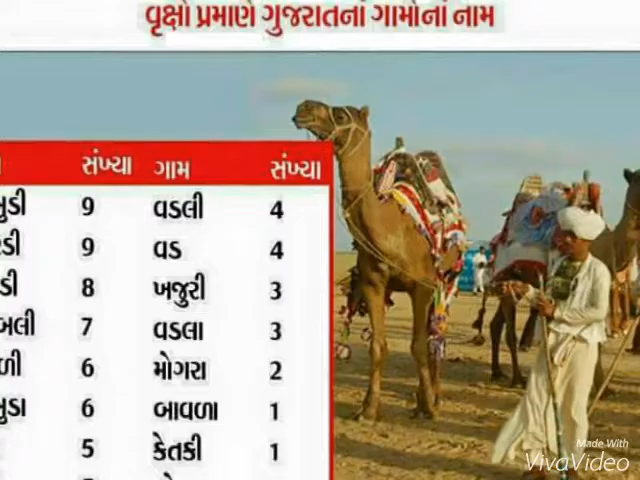 વૃક્ષો પ્રમાણે ગુજરાતનાં ગામોનાં નામ
સંખ્યા ગામ સંખ્યા
9 વડલી 4
9 વડ 4
8 ખજુરી 3
7 વડલા 3
6 મોગરા 2
6 બાવળા 1
5 કેતકી 1
Made With
VivaVideo